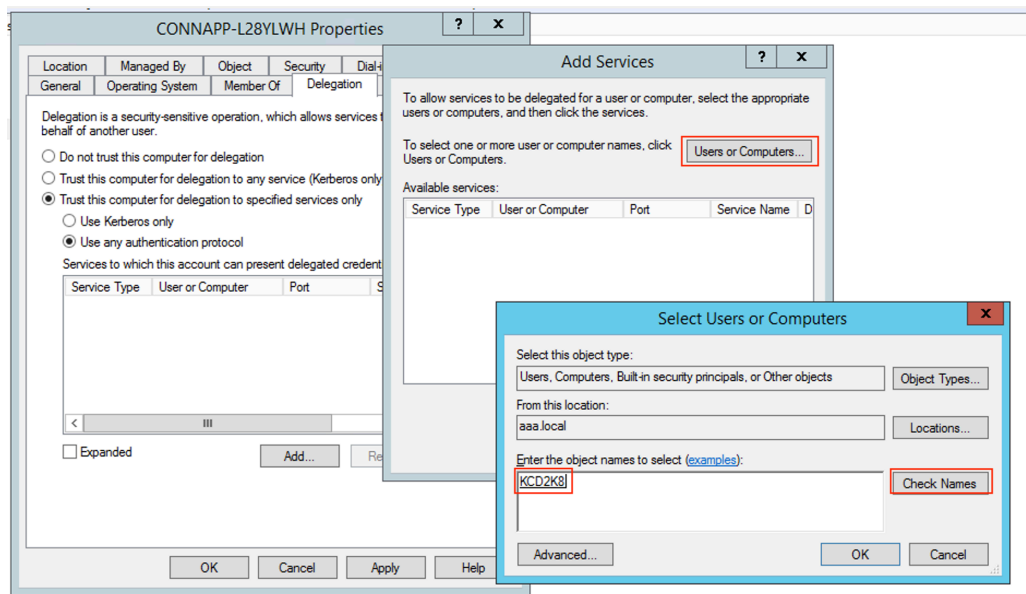 CONNAPP-L28YLWH Properties
? x
Location Managed By Object Security Dial-i
General Operating System Member Of Delegation
Delegation is a security-sensitive operation, which allows services t
behalf of another user.
Do not trust this computer for delegation
Trust this computer for delegation to any service (Kerberos only
Trust this computer for delegation to specified services only
Use Kerberos only
Use any authentication protocol
Services to which this account can present delegated credenti
Service Type User or Computer Port S
Expanded
Add...
Re
OK Cancel Apply Help
Add Services
? x
To allow services to be delegated for a user or computer, select the appropriate
users or computers, and then click the services.
To select one or more user or computer names, click
Users or Computers.
Users or Computers...
Available services:
Service Type User or Computer Port Service Name D
Select Users or Computers
x
Select this object type:
Users, Computers, Built-in security principals, or Other objects
Object Types...
From this location:
aaa.local
Locations...
Enter the object names to select (examples):
KCD2K8
Check Names
Advanced...
OK Cancel